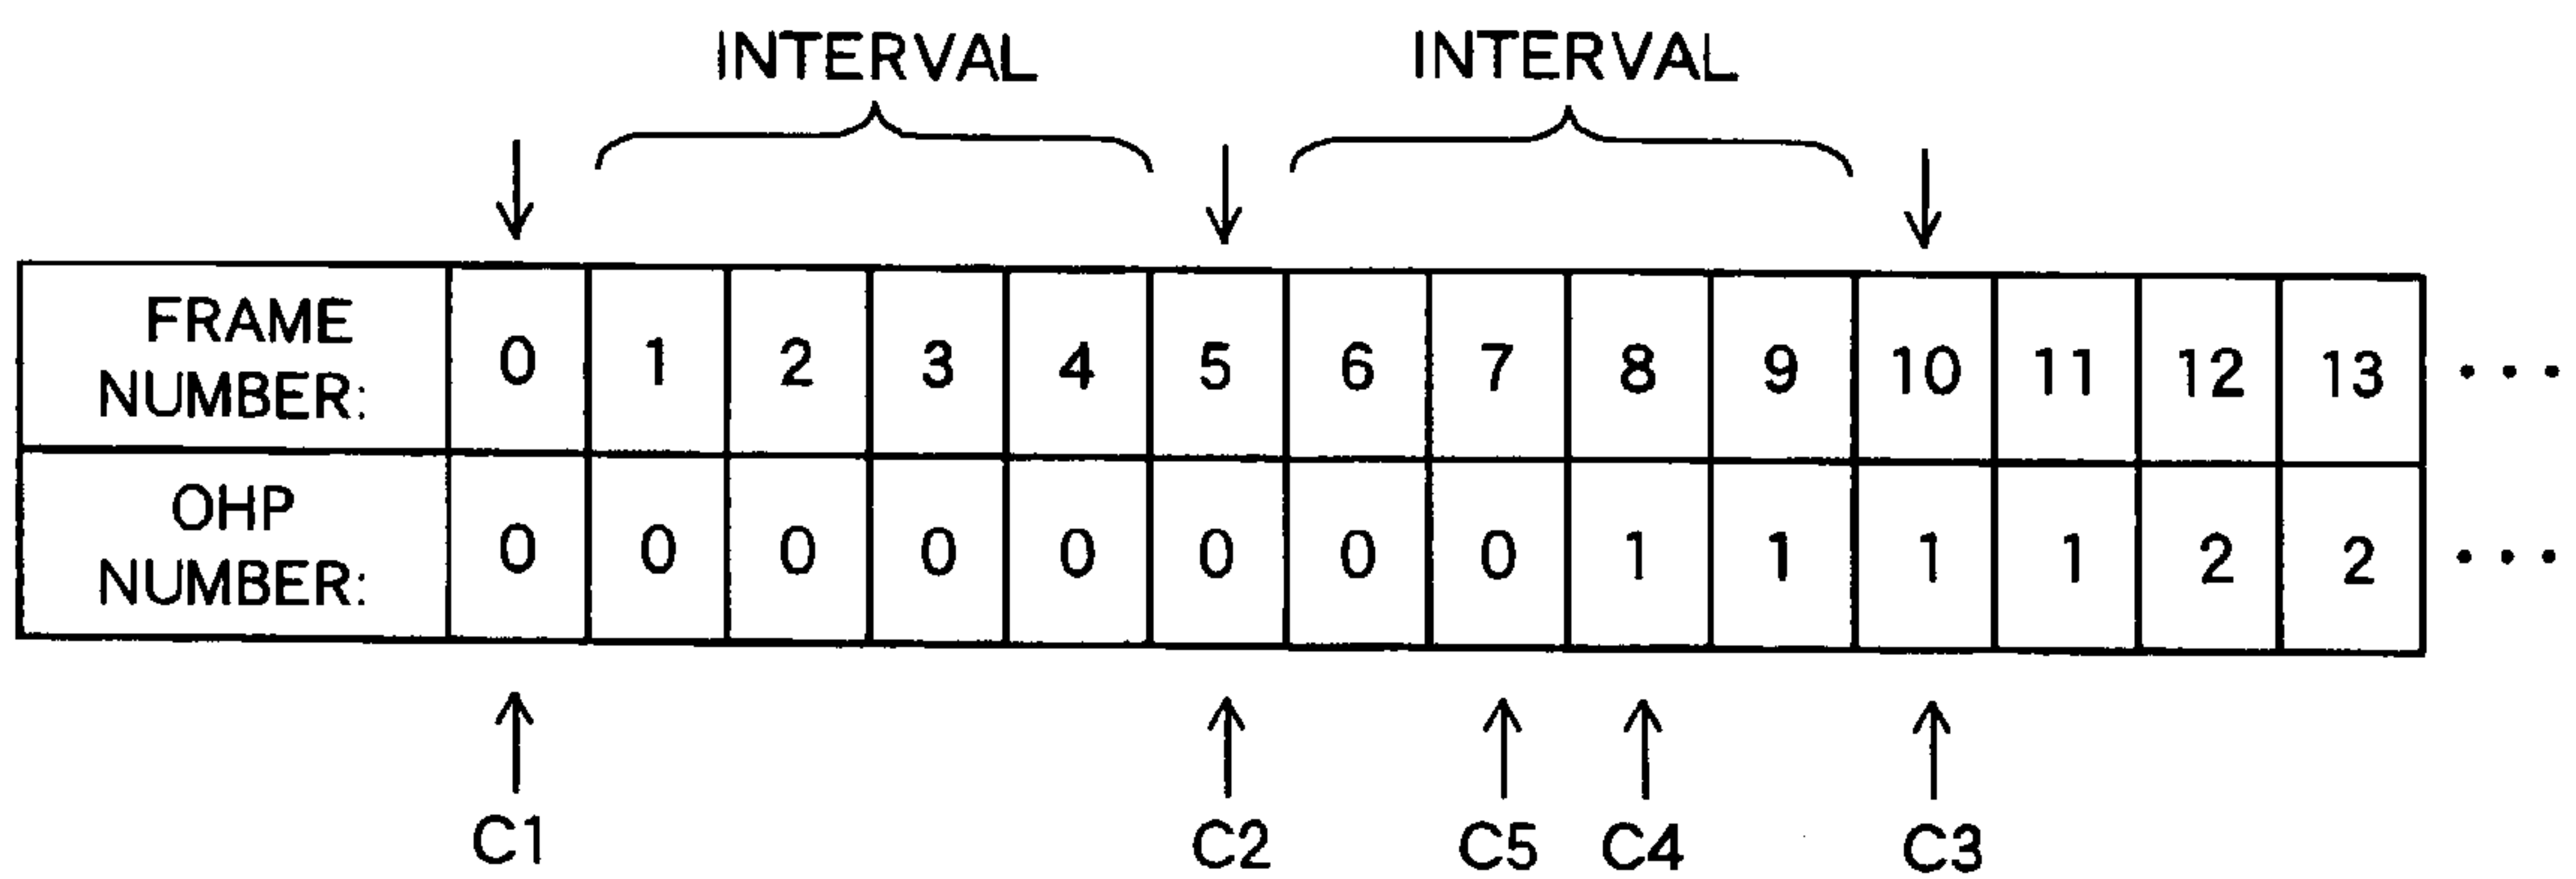 INTERVAL INTERVAL
FRAME
NUMBER: 0 1 2 3 4 5 6 7 8 9 10 11 12 13 ...
OHP
NUMBER: 0 0 0 0 0 0 0 0 1 1 1 1 2 2 ...
C1 C2 C5 C4 C3